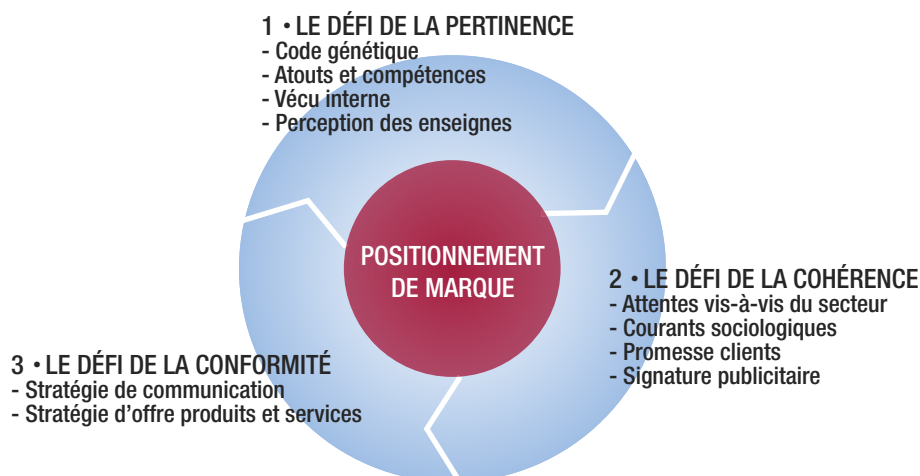 1 • LE DÉFI DE LA PERTINENCE
- Code génétique
- Atouts et compétences
- Vécu interne
- Perception des enseignes
POSITIONNEMENT
DE MARQUE
2 • LE DÉFI DE LA COHÉRENCE
- Attentes vis-à-vis du secteur
- Courants sociologiques
- Promesse clients
- Signature publicitaire
3 • LE DÉFI DE LA CONFORMITÉ
- Stratégie de communication
- Stratégie d’offre produits et services